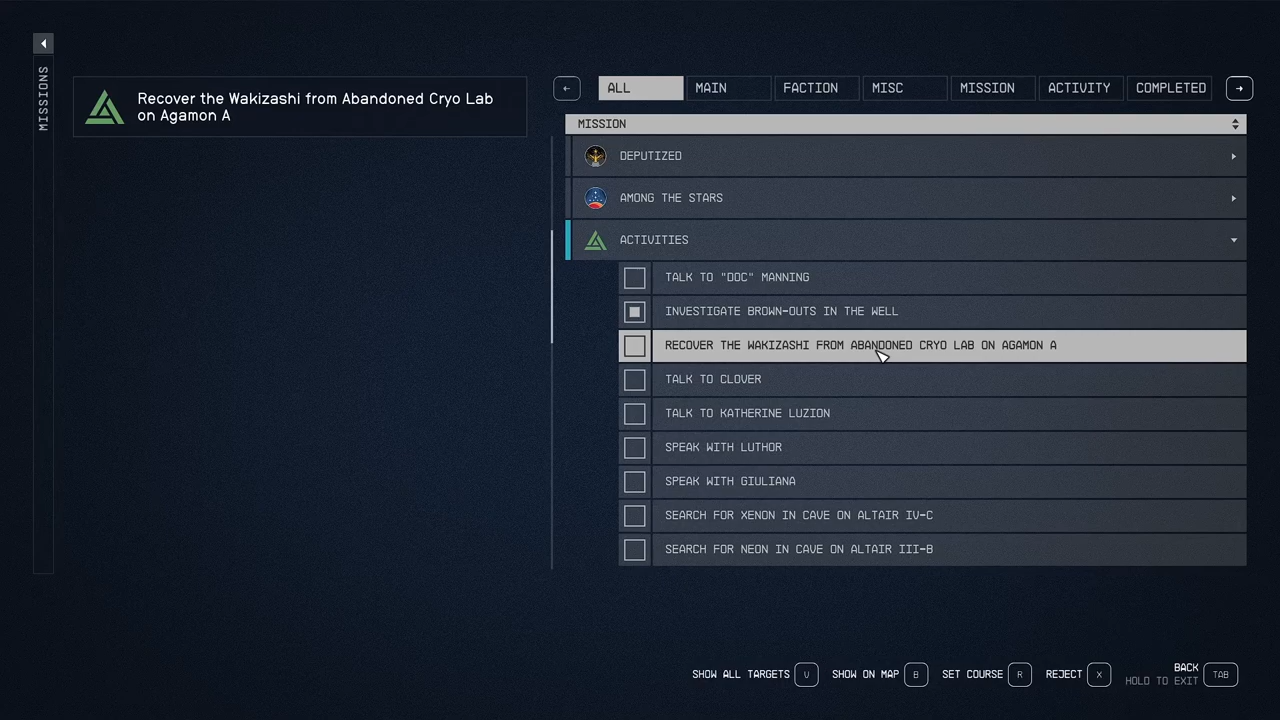 MISSIONS
Recover the Wakizashi from Abandoned Cryo Lab
on Agamon A
ALL
MAIN
FACTION
MISC
MISSION
ACTIVITY
COMPLETED
MISSION
DEPUTIZED
AMONG THE STARS
ACTIVITIES
TALK TO "DOC" MANNING
INVESTIGATE BROWN-OUTS IN THE WELL
RECOVER THE WAKIZASHI FROM ABANDONED CRYO LAB ON AGAMON A
TALK TO CLOVER
TALK TO KATHERINE LUZION
SPEAK WITH LUTHOR
SPEAK WITH GIULIANA
SEARCH FOR XENON IN CAVE ON ALTAIR IV-C
SEARCH FOR NEON IN CAVE ON ALTAIR III-B
SHOW ALL TARGETS V
SHOW ON MAP B
SET COURSE R
REJECT X
BACK TAB
HOLD TO EXIT